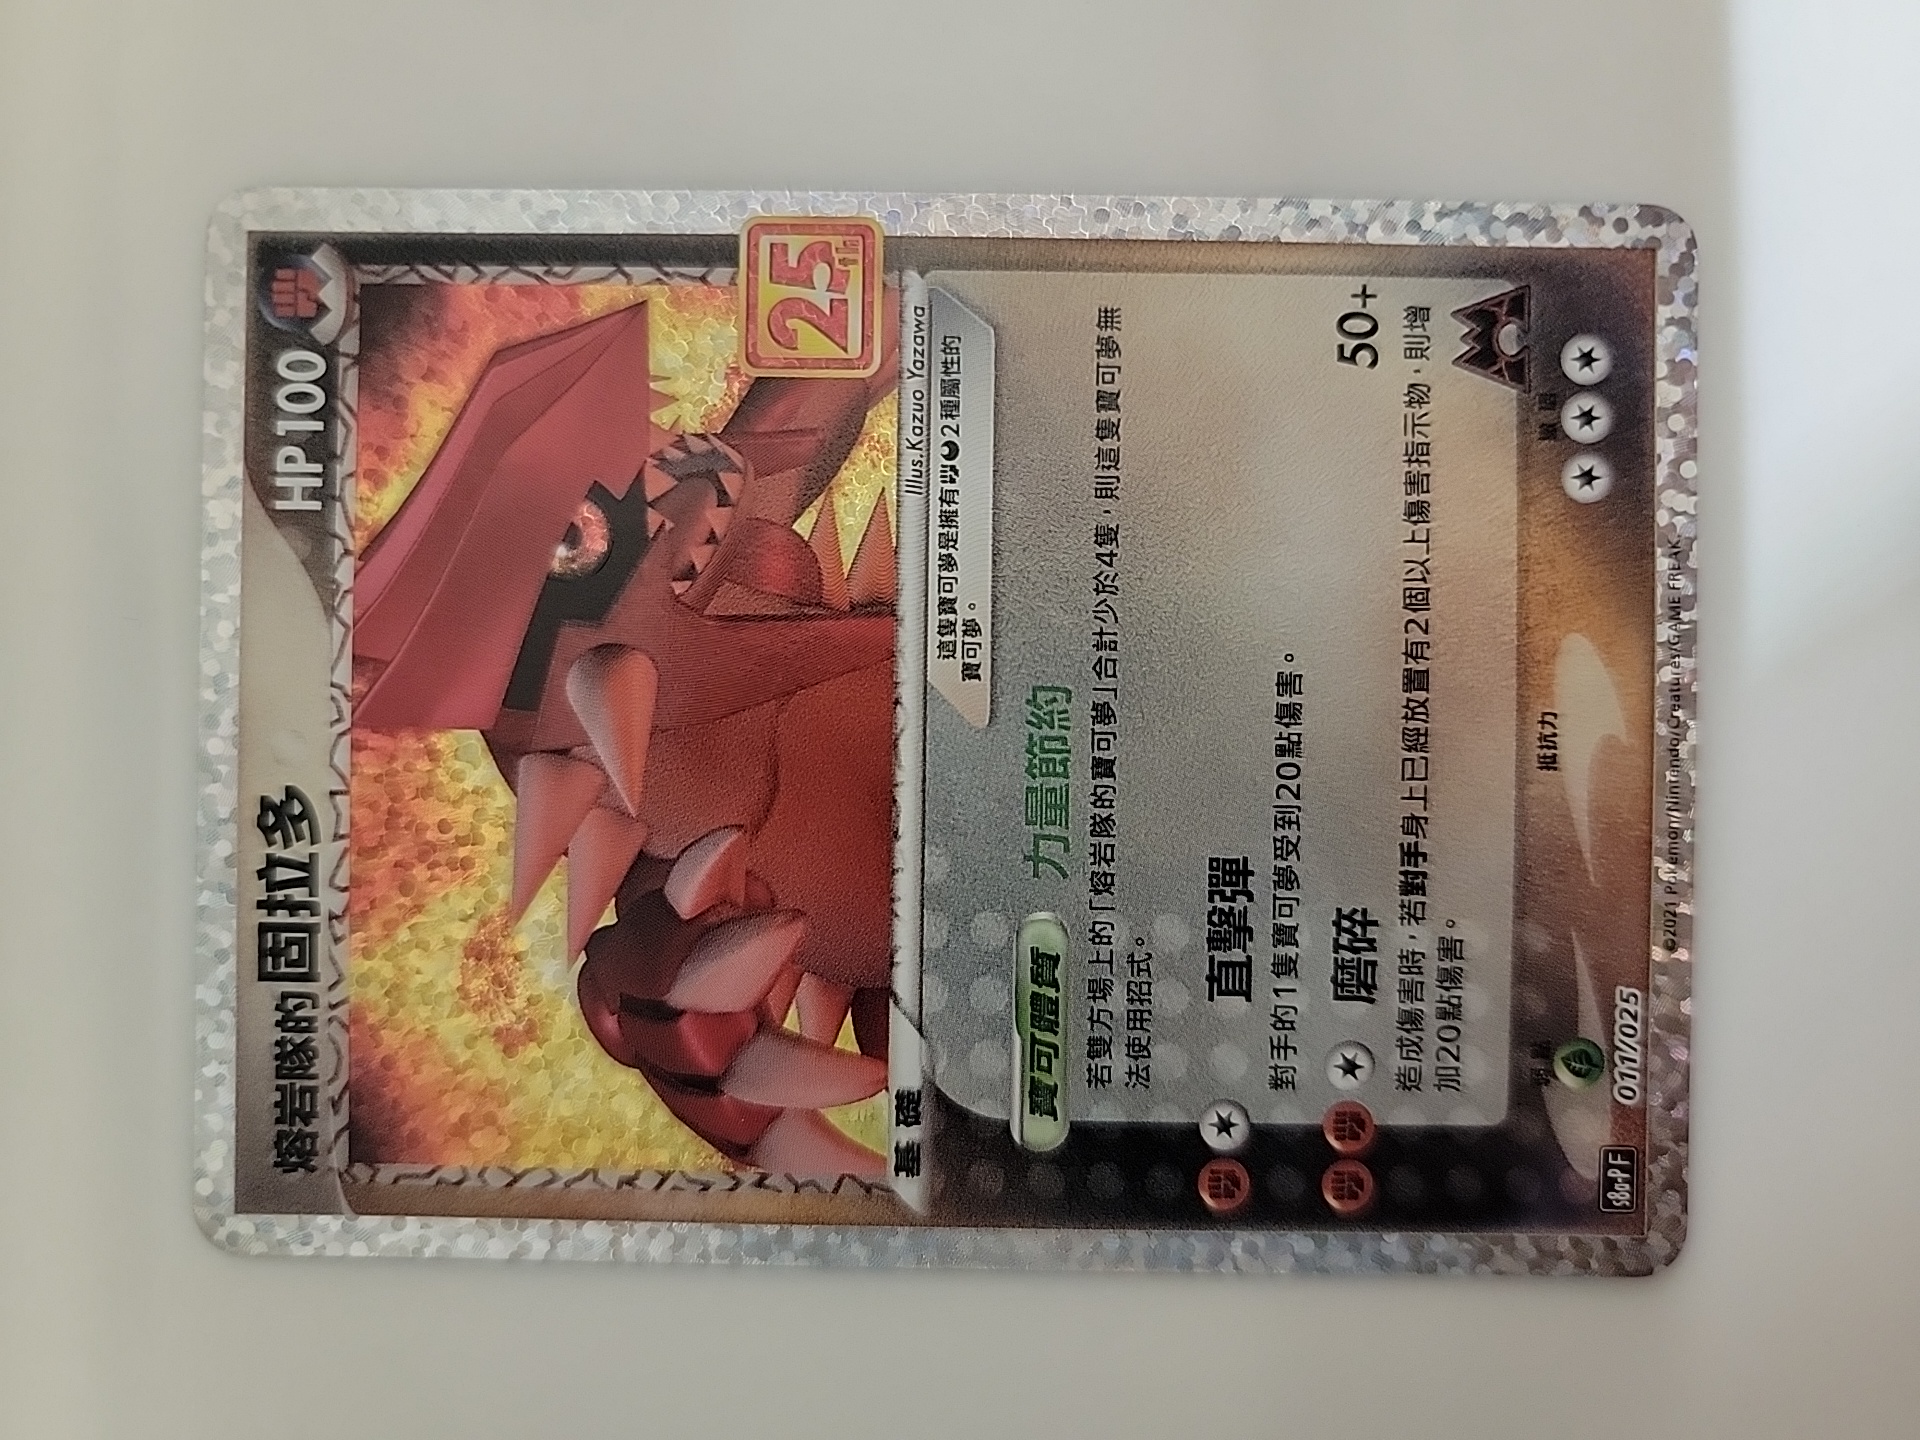 熔岩隊的固拉多
HP100
25th
基礎
Illus.Kazuo Yazawa
這隻寶可夢是擁有2種屬性的
寶可夢。
寶可體質 力量節約
若雙方場上的「熔岩隊的寶可夢」合計少於4隻，則這隻寶可夢無
法使用招式。
直擊彈
對手的1隻寶可夢受到20點傷害。
磨碎 50+
造成傷害時，若對手身上已經放置有2個以上傷害指示物，則增
加20點傷害。
抵抗力
s8a-P F
011/025
©2021 Pokémon/Nintendo/Creatures/GAME FREAK